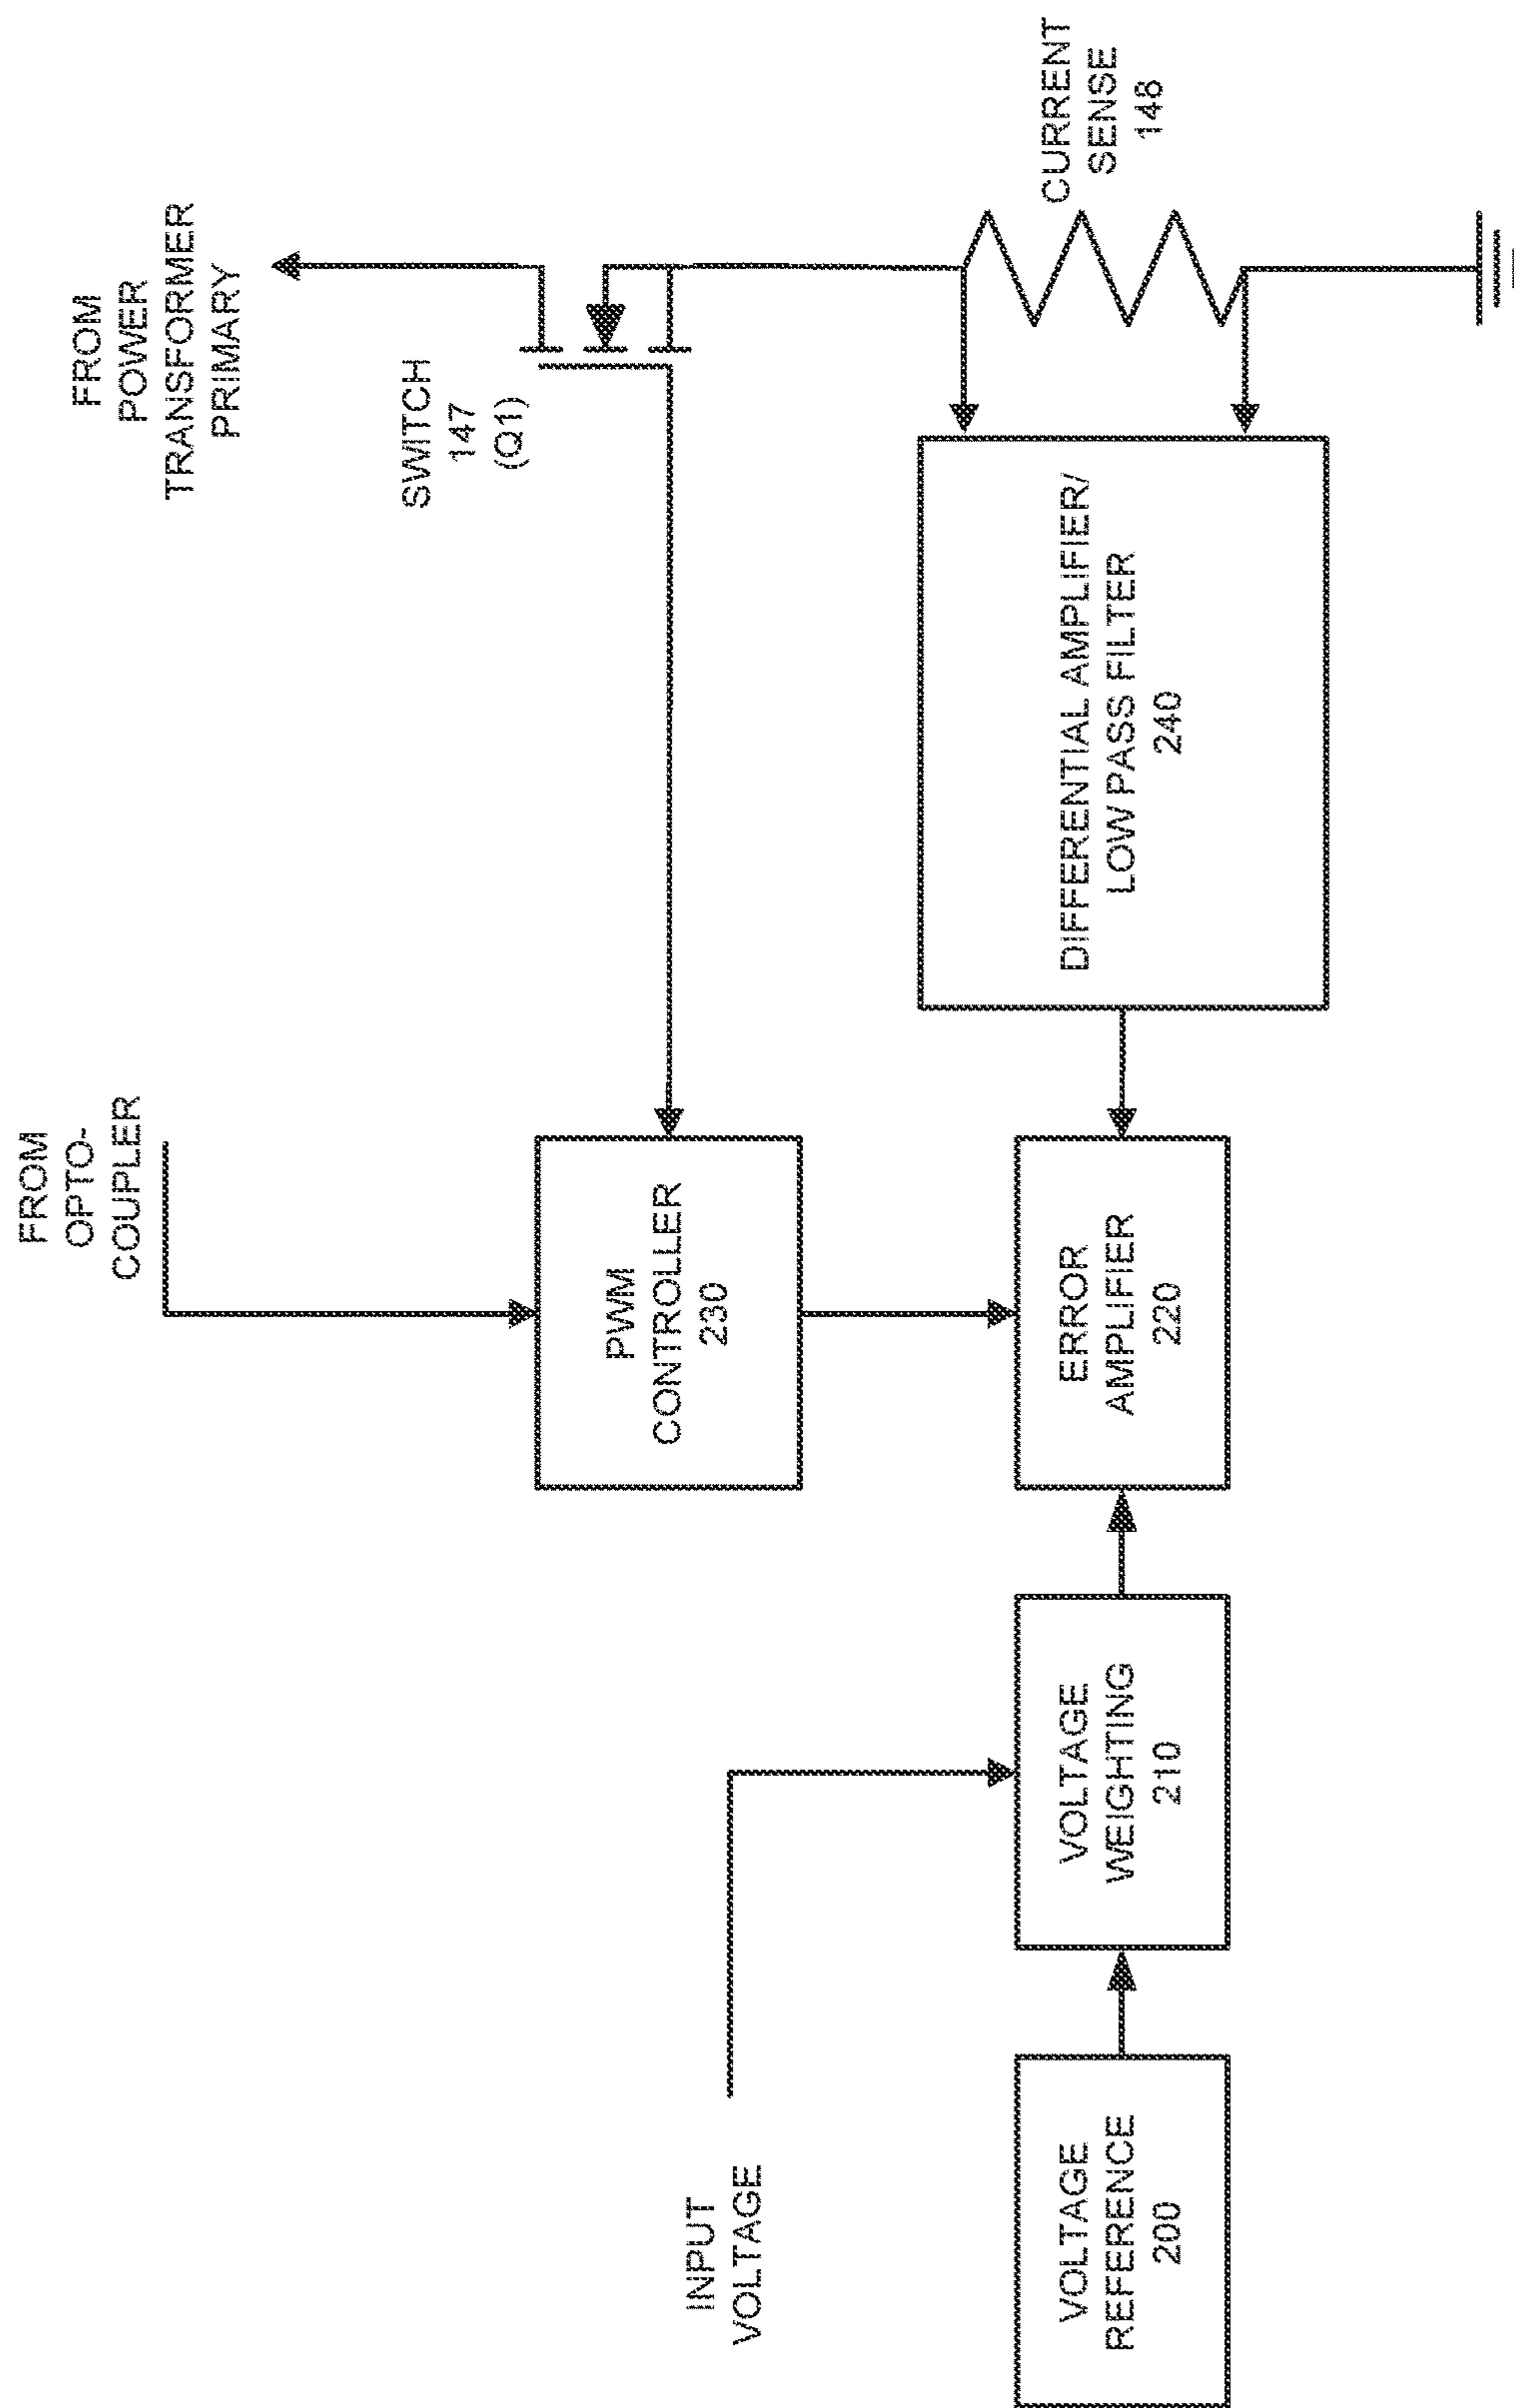 FROM
POWER
TRANSFORMER
PRIMARY
SWITCH
147
(Q1)
CURRENT
SENSE
148
FROM
OPTO-
COUPLER
PWM
CONTROLLER
230
DIFFERENTIAL AMPLIFIER/
LOW PASS FILTER
240
ERROR
AMPLIFIER
220
INPUT
VOLTAGE
VOLTAGE
WEIGHTING
210
VOLTAGE
REFERENCE
200